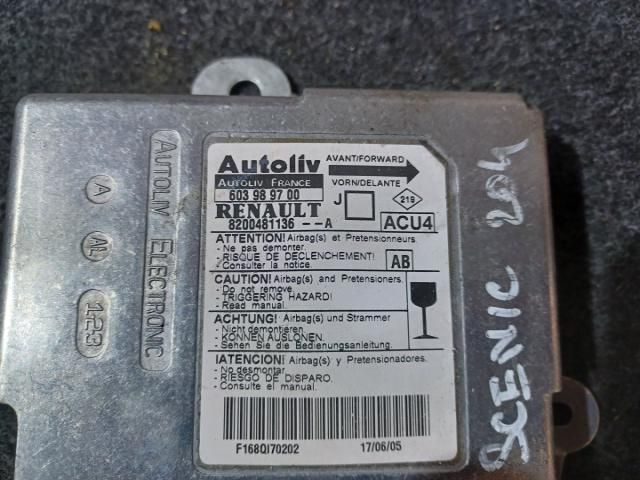 A
AL
123
AUTOLIV ELECTRONIC
Autoliv
AUTOLIV FRANCE
603 98 97 00
RENAULT
8200481136 --A
AVANT/FORWARD
VORN/DELANTE
J
219
ACU4
ATTENTION! Airbag(s) et Pretensionneurs.
- Ne pas demonter.
- RISQUE DE DECLENCHEMENT!
- Consulter la notice.
AB
CAUTION! Airbag(s) and Pretensioners.
- Do not remove.
- TRIGGERING HAZARD!
- Read manual.
ACHTUNG! Airbag(s) und Strammer
- Nicht demontieren.
- KONNEN AUSLONEN.
- Sehen Sie die Bedienungsanleitung.
!ATENCION! Airbag(s) y Pretensionadores.
- No desmontar
- RIESGO DE DISPARO.
- Consulte el manual.
F168QI70202
17/06/05
SCENIC